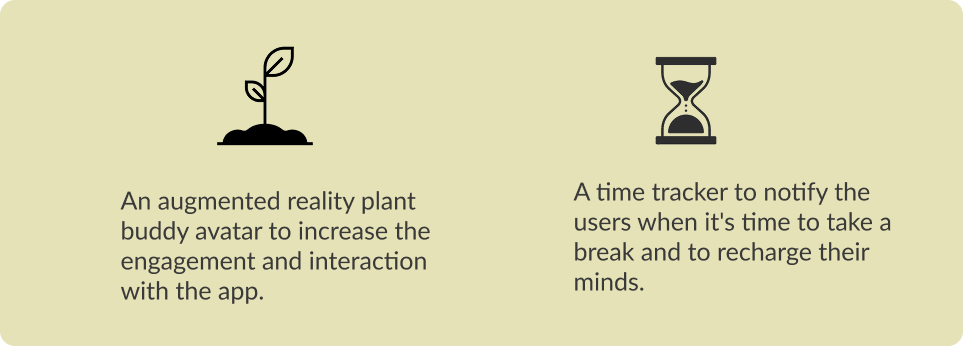 An augmented reality plant
buddy avatar to increase the
engagement and interaction
with the app.
A time tracker to notify the
users when it's time to take a
break and to recharge their
minds.